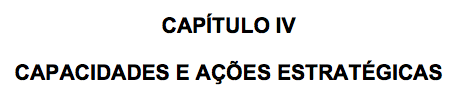 CAPÍTULO IV
CAPACIDADES E AÇÕES ESTRATÉGICAS